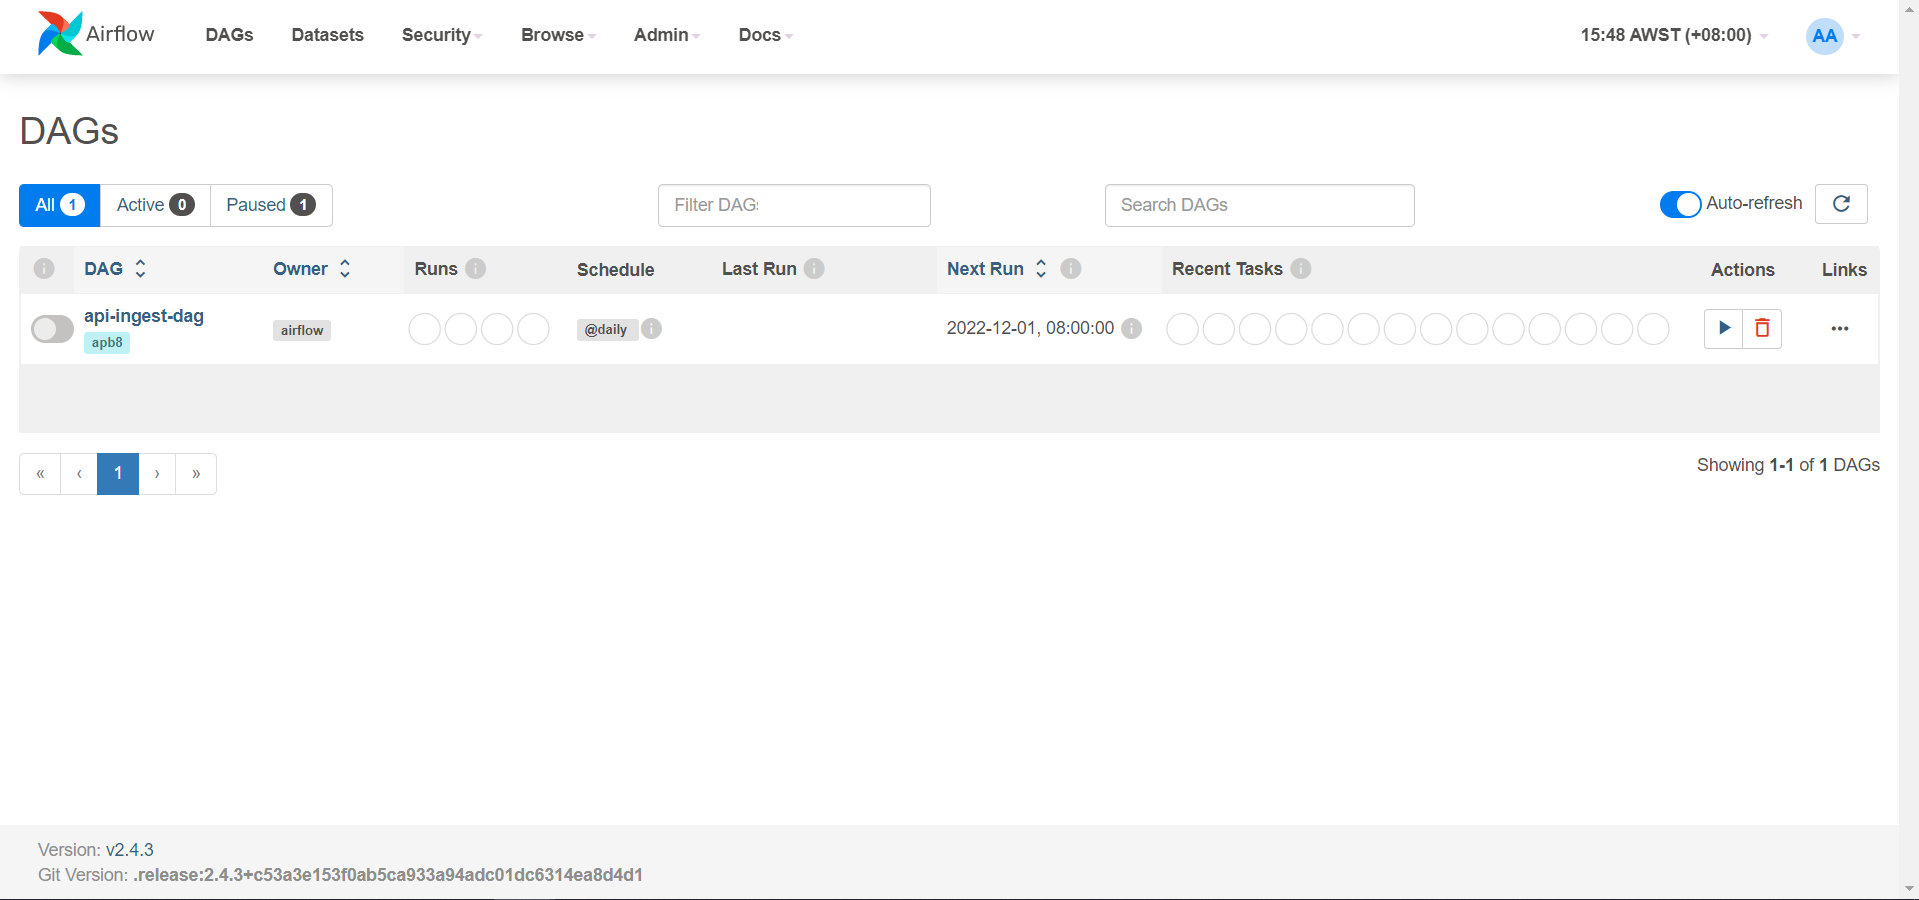 Airflow DAGs Datasets Security Browse Admin Docs 15:48 AWST (+08:00) AA
DAGs
All 1 Active 0 Paused 1 Filter DAGs Search DAGs Auto-refresh
i DAG Owner Runs i Schedule Last Run i Next Run i Recent Tasks i Actions Links
api-ingest-dag
airflow @daily i 2022-12-01, 08:00:00 i
apb8
« ‹ 1 › »
Showing 1-1 of 1 DAGs
Version: v2.4.3
Git Version: .release:2.4.3+c53a3e153f0ab5ca933a94adc01dc6314ea8d4d1